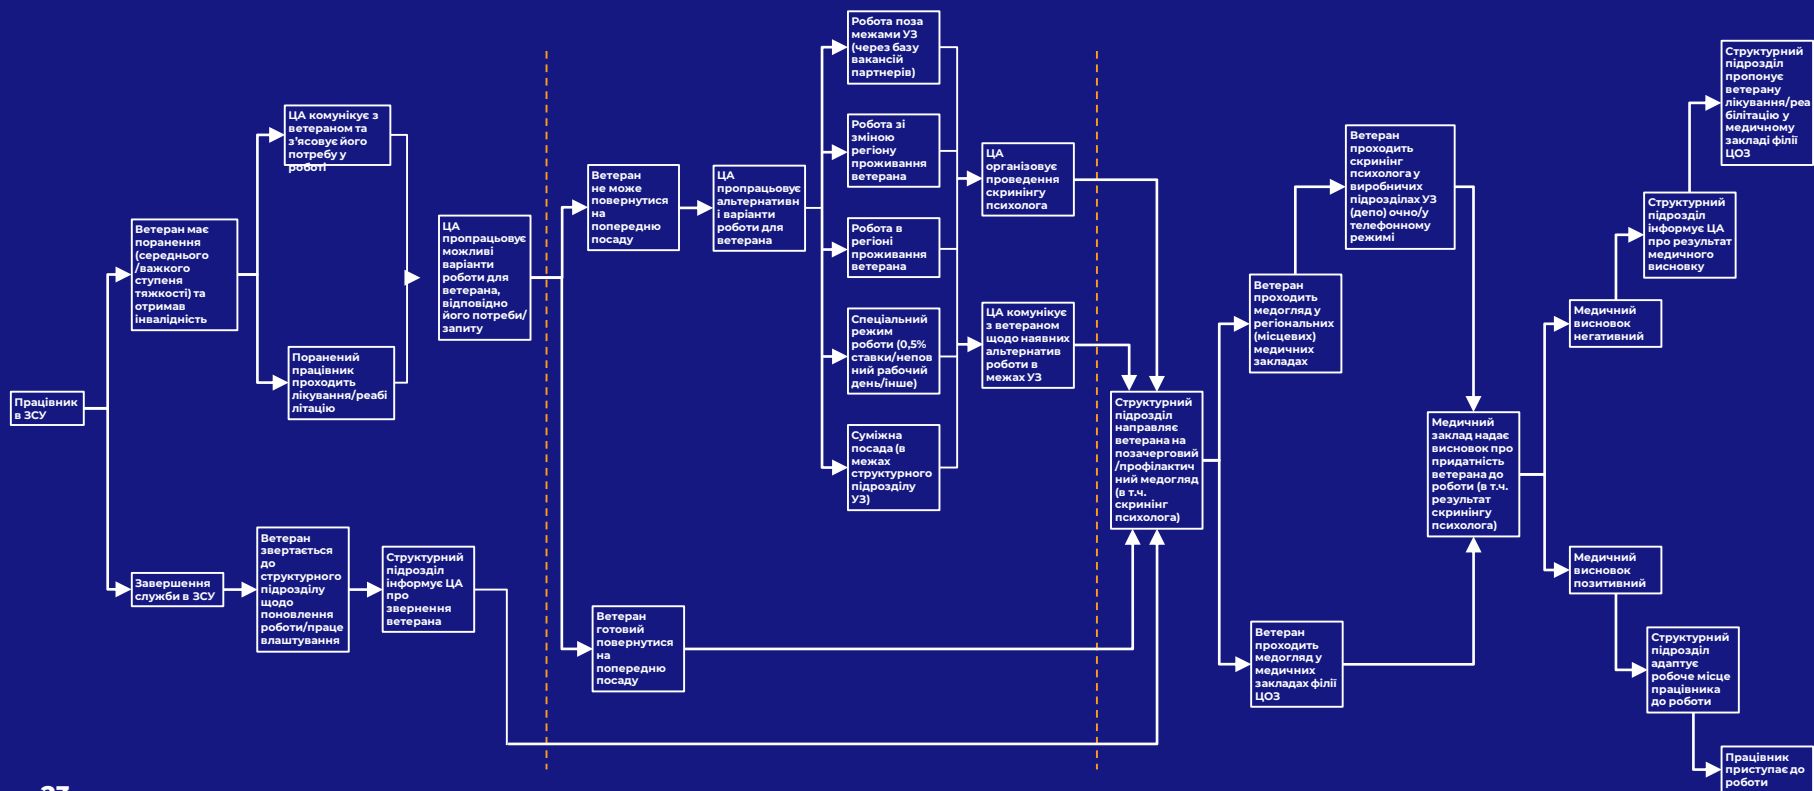 Працівник
в ЗСУ
Ветеран має
поранення
(середнього
/важкого
ступеня
тяжкості) та
отримав
інвалідність
Завершення
служби в ЗСУ
ЦА комунікує з
ветераном та
з'ясовує його
потребу у
роботі
Поранений
працівник
проходить
лікування/реабі
літацію
Ветеран
звертається
до
структурного
підрозділу
щодо
поновлення
роботи/праце
влаштування
Структурний
підрозділ
інформує ЦА
про
звернення
ветерана
ЦА
пропрацьовує
можливі
варіанти
роботи для
ветерана,
відповідно
його потреби/
запиту
Ветеран
не може
повернутися
на
попередню
посаду
Ветеран
готовий
повернутися
на
попередню
посаду
ЦА
пропрацьовує
альтернативн
і варіанти
роботи для
ветерана
Робота поза
межами УЗ
(через базу
вакансій
партнерів)
Робота зі
зміною
регіону
проживання
ветерана
Робота в
регіоні
проживання
ветерана
Спеціальний
режим
роботи (0,5%
ставки/непов
ний рабочий
день/інше)
Суміжна
посада (в
межах
структурного
підрозділу
УЗ)
ЦА
організовує
проведення
скринінгу
психолога
ЦА комунікує
з ветераном
щодо наявних
альтернатив
роботи в
межах УЗ
Структурний
підрозділ
направляє
ветерана на
позачерговий
/профілактич
ний медогляд
(в т.ч.
скринінг
психолога)
Ветеран
проходить
медогляд у
регіональних
(місцевих)
медичних
закладах
Ветеран
проходить
скринінг
психолога у
виробничих
підрозділах УЗ
(депо) очно/у
телефонному
режимі
Ветеран
проходить
медогляд у
медичних
закладах філії
ЦОЗ
Медичний
заклад надає
висновок про
придатність
ветерана до
роботи (в т.ч.
результат
скринінгу
психолога)
Медичний
висновок
негативний
Структурний
підрозділ
інформує ЦА
про результат
медичного
висновку
Структурний
підрозділ
пропонує
ветерану
лікування/реа
білітацію у
медичному
закладі філії
ЦОЗ
Медичний
висновок
позитивний
Структурний
підрозділ
адаптує
робоче місце
працівника
до роботи
Працівник
приступає до
роботи